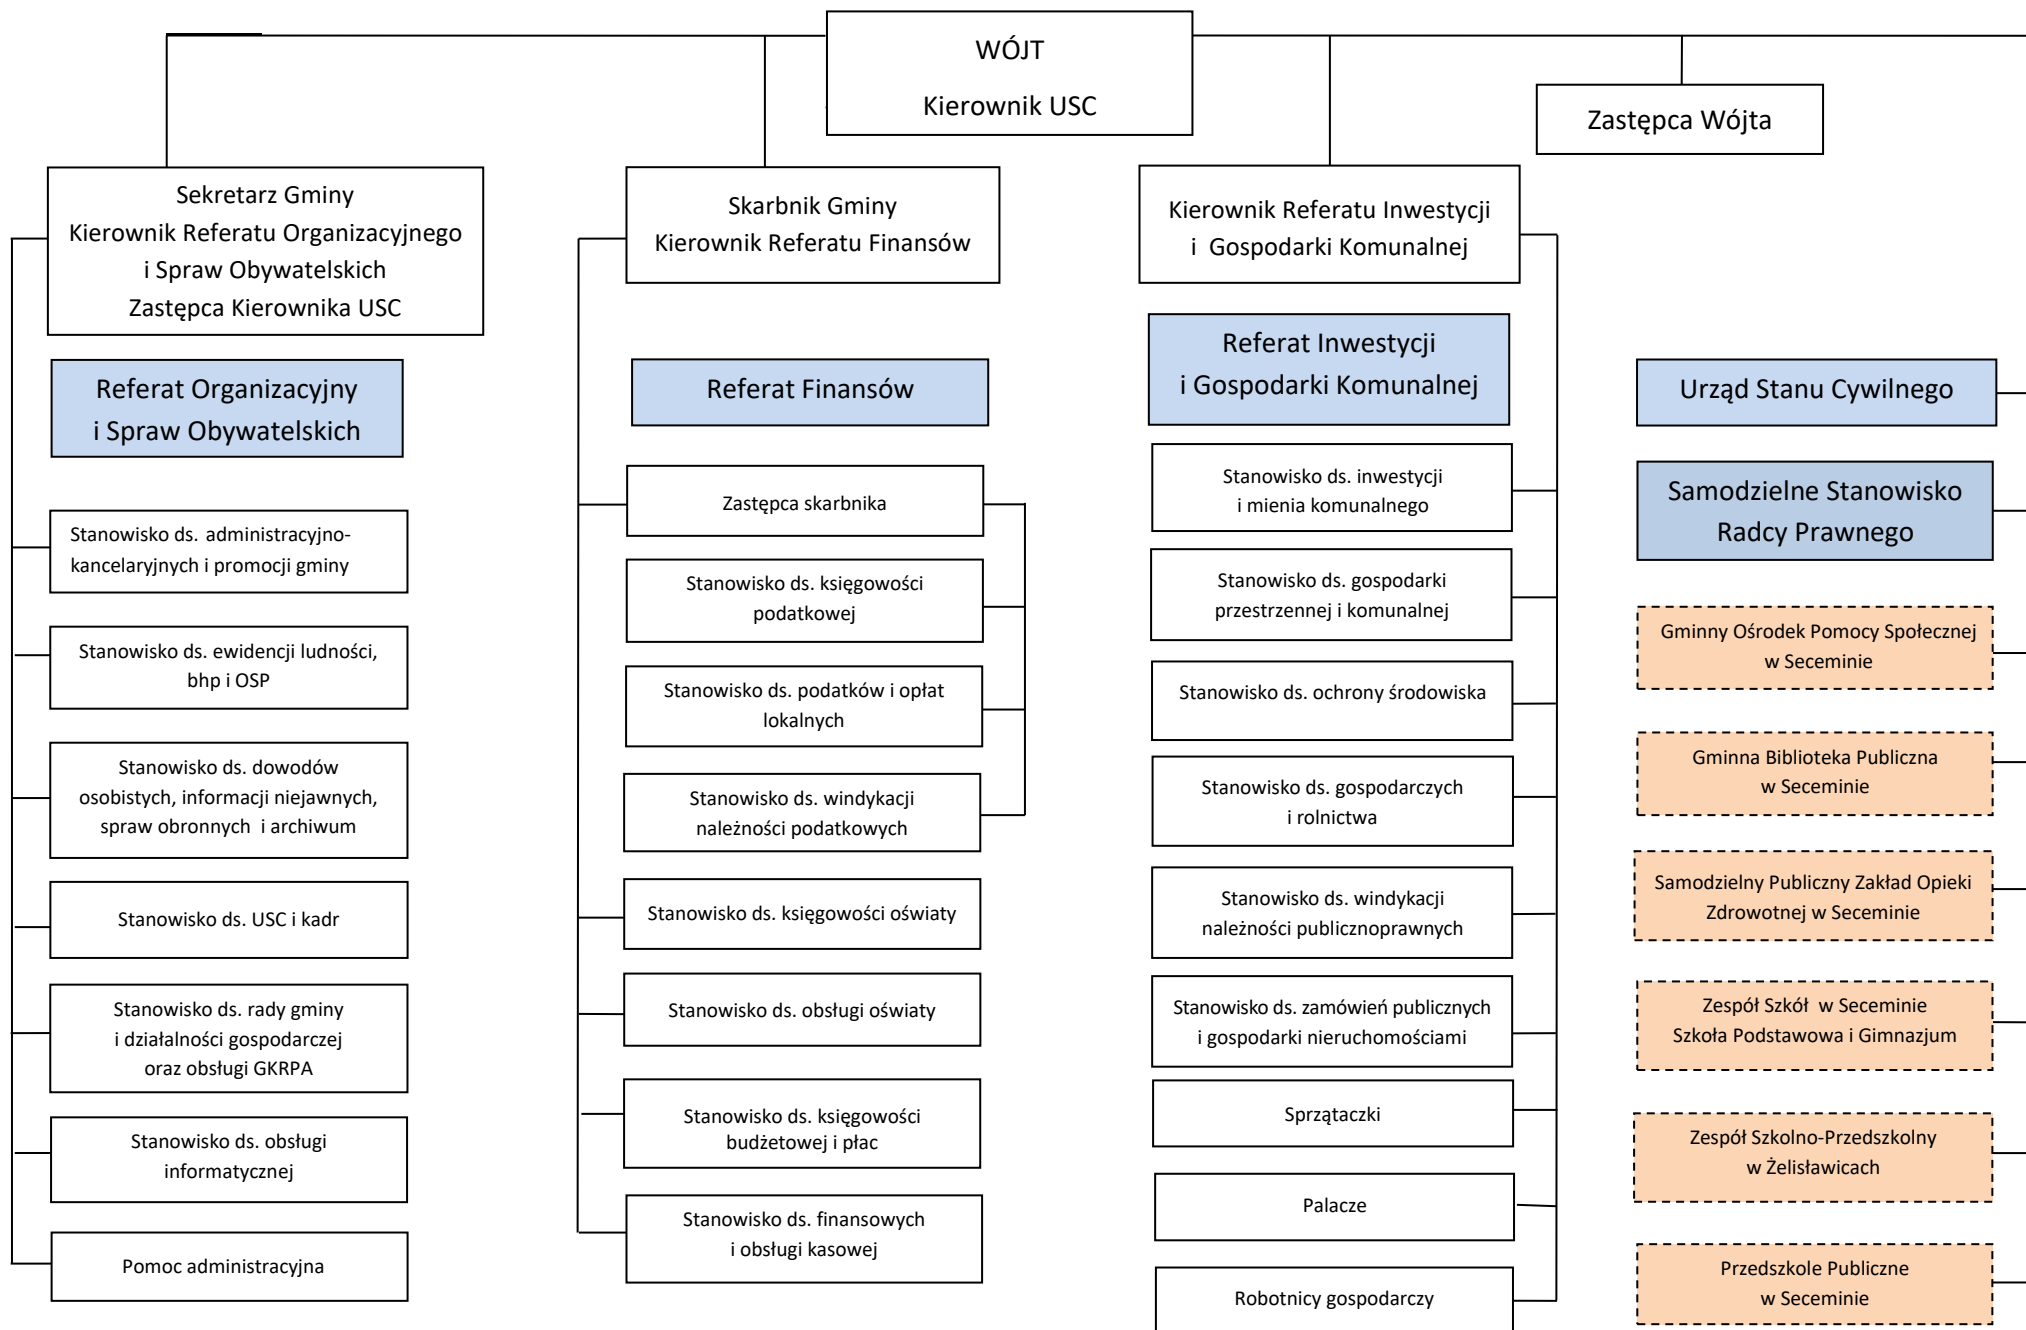 WÓJT
Kierownik USC
Zastępca Wójta
Sekretarz Gminy
Kierownik Referatu Organizacyjnego
i Spraw Obywatelskich
Zastępca Kierownika USC
Skarbnik Gminy
Kierownik Referatu Finansów
Kierownik Referatu Inwestycji
i Gospodarki Komunalnej
Referat Organizacyjny
i Spraw Obywatelskich
Stanowisko ds. administracyjno-
kancelaryjnych i promocji gminy
Stanowisko ds. ewidencji ludności,
bhp i OSP
Stanowisko ds. dowodów
osobistych, informacji niejawnych,
spraw obronnych i archiwum
Stanowisko ds. USC i kadr
Stanowisko ds. rady gminy
i działalności gospodarczej
oraz obsługi GKRPA
Stanowisko ds. obsługi
informatycznej
Pomoc administracyjna
Referat Finansów
Zastępca skarbnika
Stanowisko ds. księgowości
podatkowej
Stanowisko ds. podatków i opłat
lokalnych
Stanowisko ds. windykacji
należności podatkowych
Stanowisko ds. księgowości oświaty
Stanowisko ds. obsługi oświaty
Stanowisko ds. księgowości
budżetowej i płac
Stanowisko ds. finansowych
i obsługi kasowej
Referat Inwestycji
i Gospodarki Komunalnej
Stanowisko ds. inwestycji
i mienia komunalnego
Stanowisko ds. gospodarki
przestrzennej i komunalnej
Stanowisko ds. ochrony środowiska
Stanowisko ds. gospodarczych
i rolnictwa
Stanowisko ds. windykacji
należności publicznoprawnych
Stanowisko ds. zamówień publicznych
i gospodarki nieruchomościami
Sprzątaczki
Palacze
Robotnicy gospodarczy
Urząd Stanu Cywilnego
Samodzielne Stanowisko
Radcy Prawnego
Gminny Ośrodek Pomocy Społecznej
w Seceminie
Gminna Biblioteka Publiczna
w Seceminie
Samodzielny Publiczny Zakład Opieki
Zdrowotnej w Seceminie
Zespół Szkół w Seceminie
Szkoła Podstawowa i Gimnazjum
Zespół Szkolno-Przedszkolny
w Żelisławicach
Przedszkole Publiczne
w Seceminie